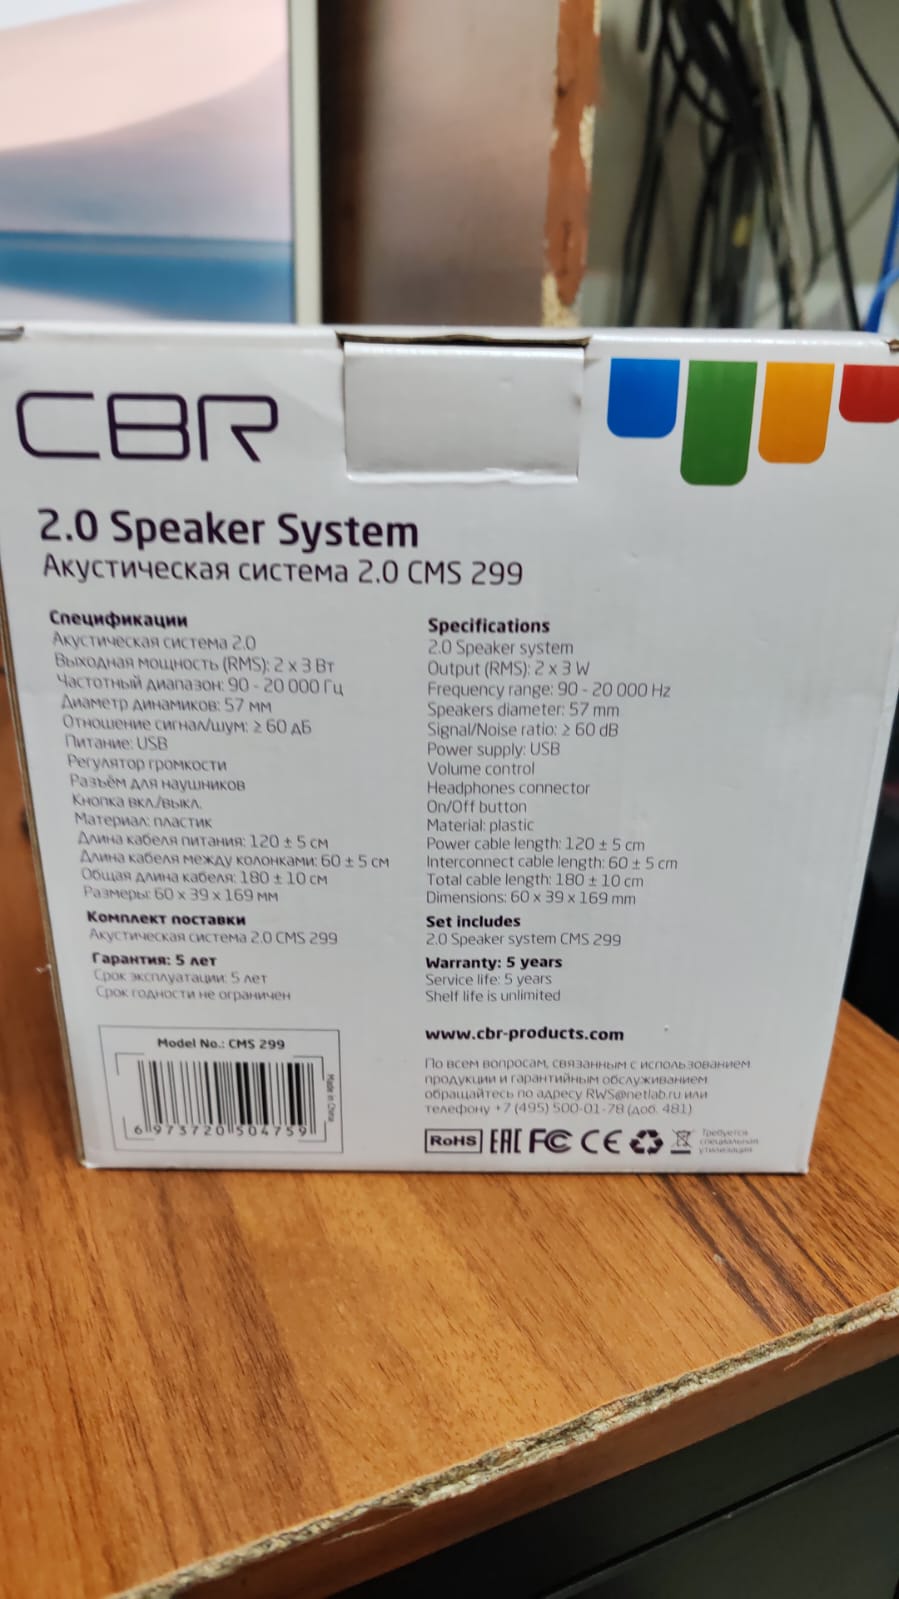 CBR
2.0 Speaker System
Акустическая система 2.0 CMS 299
Спецификации
Акустическая система 2.0
Выходная мощность (RMS): 2 x 3 Вт
Частотный диапазон: 90 - 20 000 Гц
Диаметр динамиков: 57 мм
Отношение сигнал/шум: ≥ 60 дБ
Питание: USB
Регулятор громкости
Разъём для наушников
Кнопка вкл./выкл.
Материал: пластик
Длина кабеля питания: 120 ± 5 см
Длина кабеля между колонками: 60 ± 5 см
Общая длина кабеля: 180 ± 10 см
Размеры: 60 x 39 x 169 мм
Комплект поставки
Акустическая система 2.0 CMS 299
Гарантия: 5 лет
Срок эксплуатации: 5 лет
Срок годности не ограничен
Specifications
2.0 Speaker system
Output (RMS): 2 x 3 W
Frequency range: 90 - 20 000 Hz
Speakers diameter: 57 mm
Signal/Noise ratio: ≥ 60 dB
Power supply: USB
Volume control
Headphones connector
On/Off button
Material: plastic
Power cable length: 120 ± 5 cm
Interconnect cable length: 60 ± 5 cm
Total cable length: 180 ± 10 cm
Dimensions: 60 x 39 x 169 mm
Set includes
2.0 Speaker system CMS 299
Warranty: 5 years
Service life: 5 years
Shelf life is unlimited
www.cbr-products.com
По всем вопросам, связанным с использованием
продукции и гарантийным обслуживанием
обращайтесь по адресу RWS@netlab.ru или
телефону +7 (495) 500-01-78 (доб. 481)
Model No.: CMS 299
Made in China
6 973720 504759
RoHS EAC FC CE
Требуется
специальная
утилизация